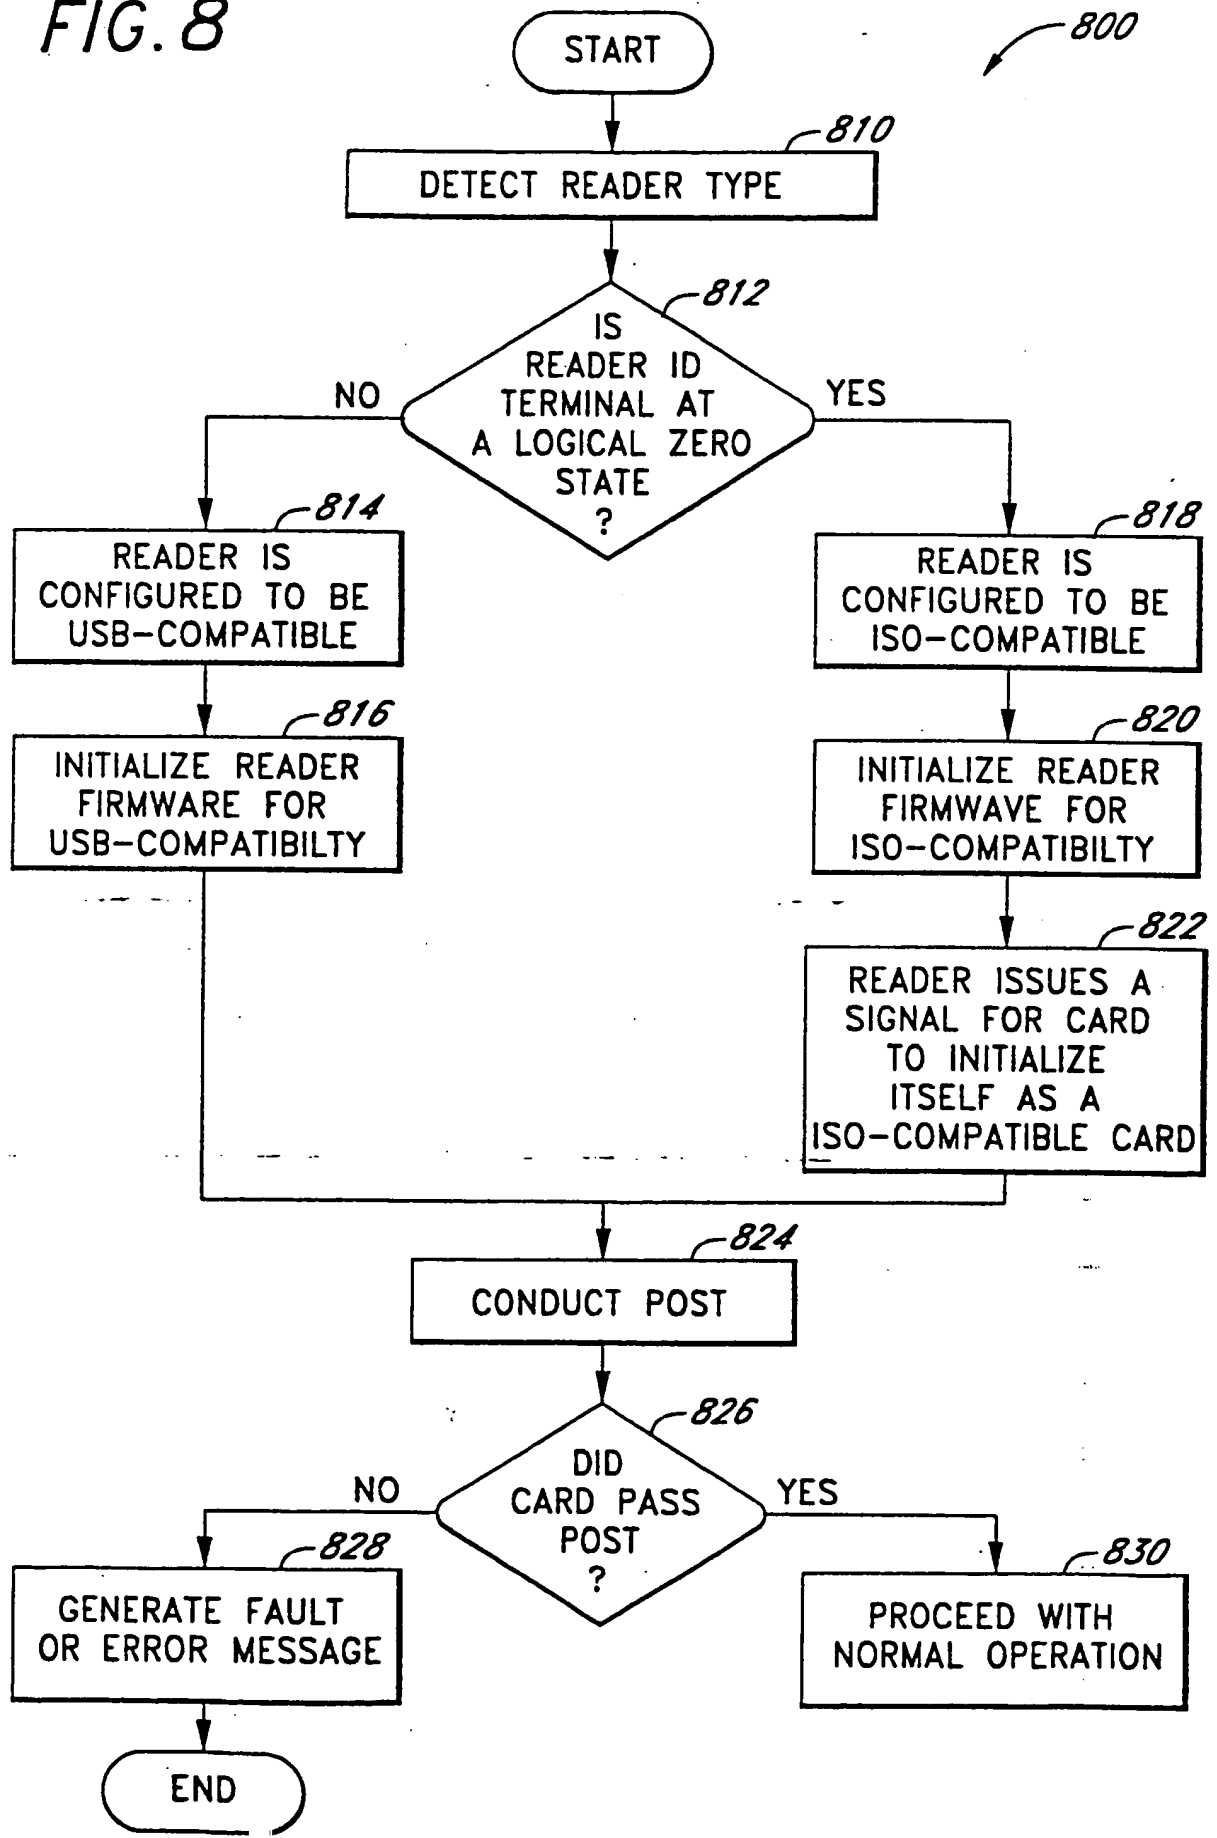 FIG. 8
START
800
810
DETECT READER TYPE
812
IS
READER ID
TERMINAL AT
A LOGICAL ZERO
STATE
?
NO
YES
814
READER IS
CONFIGURED TO BE
USB-COMPATIBLE
818
READER IS
CONFIGURED TO BE
ISO-COMPATIBLE
816
INITIALIZE READER
FIRMWARE FOR
USB-COMPATIBILTY
820
INITIALIZE READER
FIRMWAVE FOR
ISO-COMPATIBILTY
822
READER ISSUES A
SIGNAL FOR CARD
TO INITIALIZE
ITSELF AS A
ISO-COMPATIBLE CARD
824
CONDUCT POST
826
DID
CARD PASS
POST
?
NO
YES
828
GENERATE FAULT
OR ERROR MESSAGE
830
PROCEED WITH
NORMAL OPERATION
END